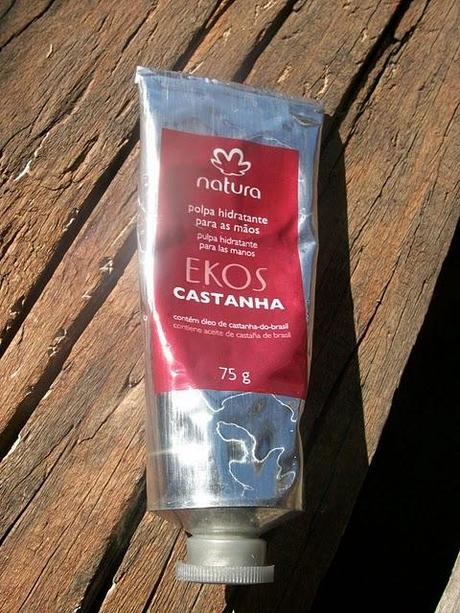 natura
polpa hidratante
para as mãos
pulpa hidratante
para las manos
EKOS
CASTANHA
contém óleo de castanha-do-brasil
contiene aceite de castaña de brasil
75 g